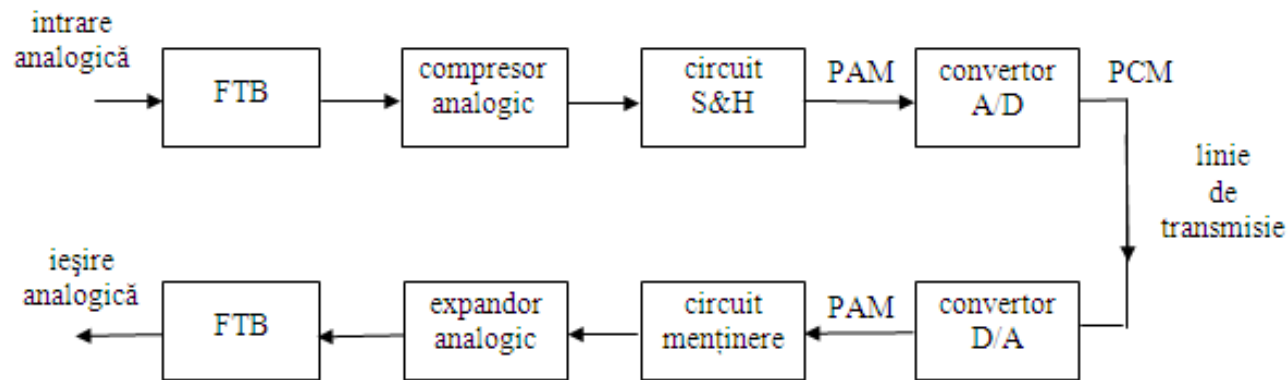 intrare
analogică
FTB
compresor
analogic
circuit
S&H
PAM
convertor
A/D
PCM
linie
de
transmisie
ieşire
analogică
FTB
expandor
analogic
circuit
menținere
PAM
convertor
D/A